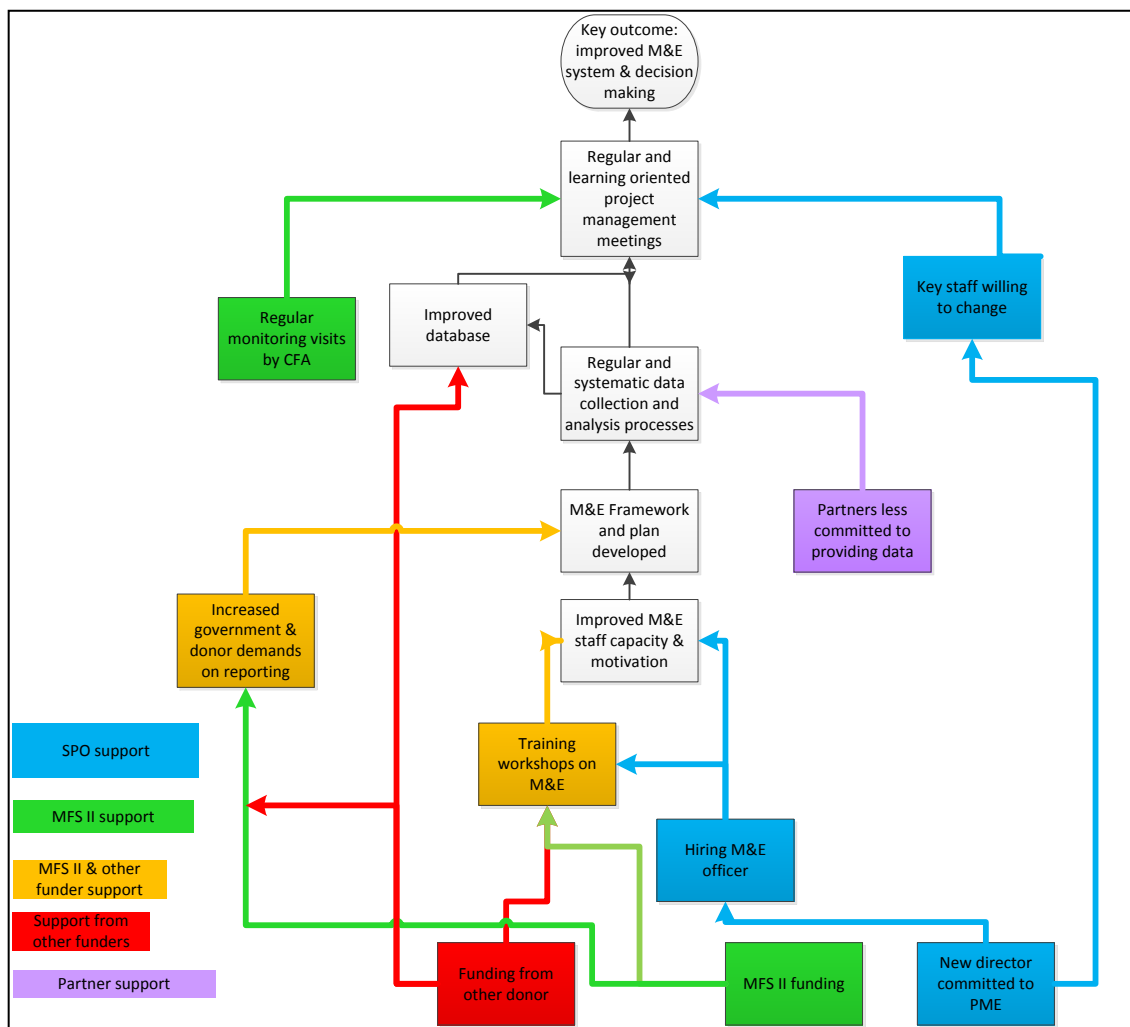 Key outcome:
improved M&E
system & decision
making
Regular and
learning oriented
project
management
meetings
Key staff willing
to change
Regular
monitoring visits
by CFA
Improved
database
Regular and
systematic data
collection and
analysis processes
M&E Framework
and plan
developed
Partners less
committed to
providing data
Increased
government &
donor demands
on reporting
Improved M&E
staff capacity &
motivation
SPO support
Training
workshops on
M&E
MFS II support
Hiring M&E
officer
MFS II & other
funder support
Support from
other funders
Partner support
Funding from
other donor
MFS II funding
New director
committed to
PME